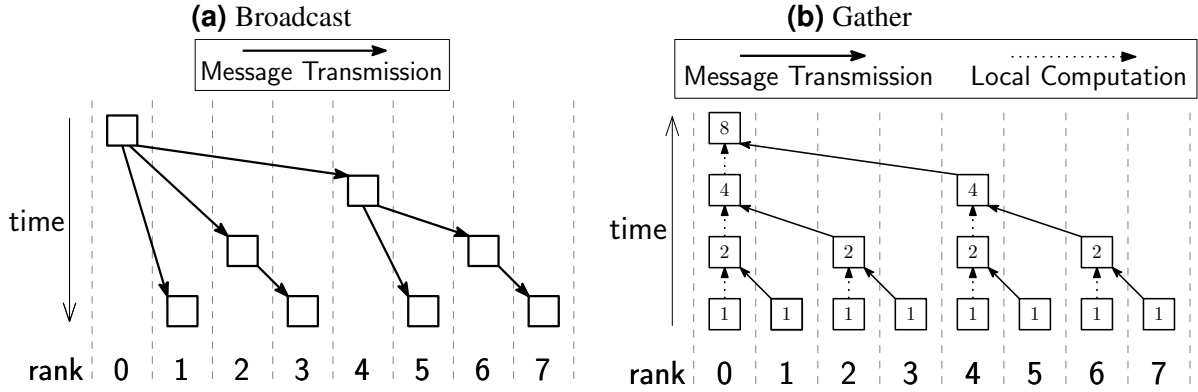 (a) Broadcast
Message Transmission
time
rank 0 1 2 3 4 5 6 7
(b) Gather
Message Transmission Local Computation
8
4 4
time
2 2 2 2
1 1 1 1 1 1 1 1
rank 0 1 2 3 4 5 6 7